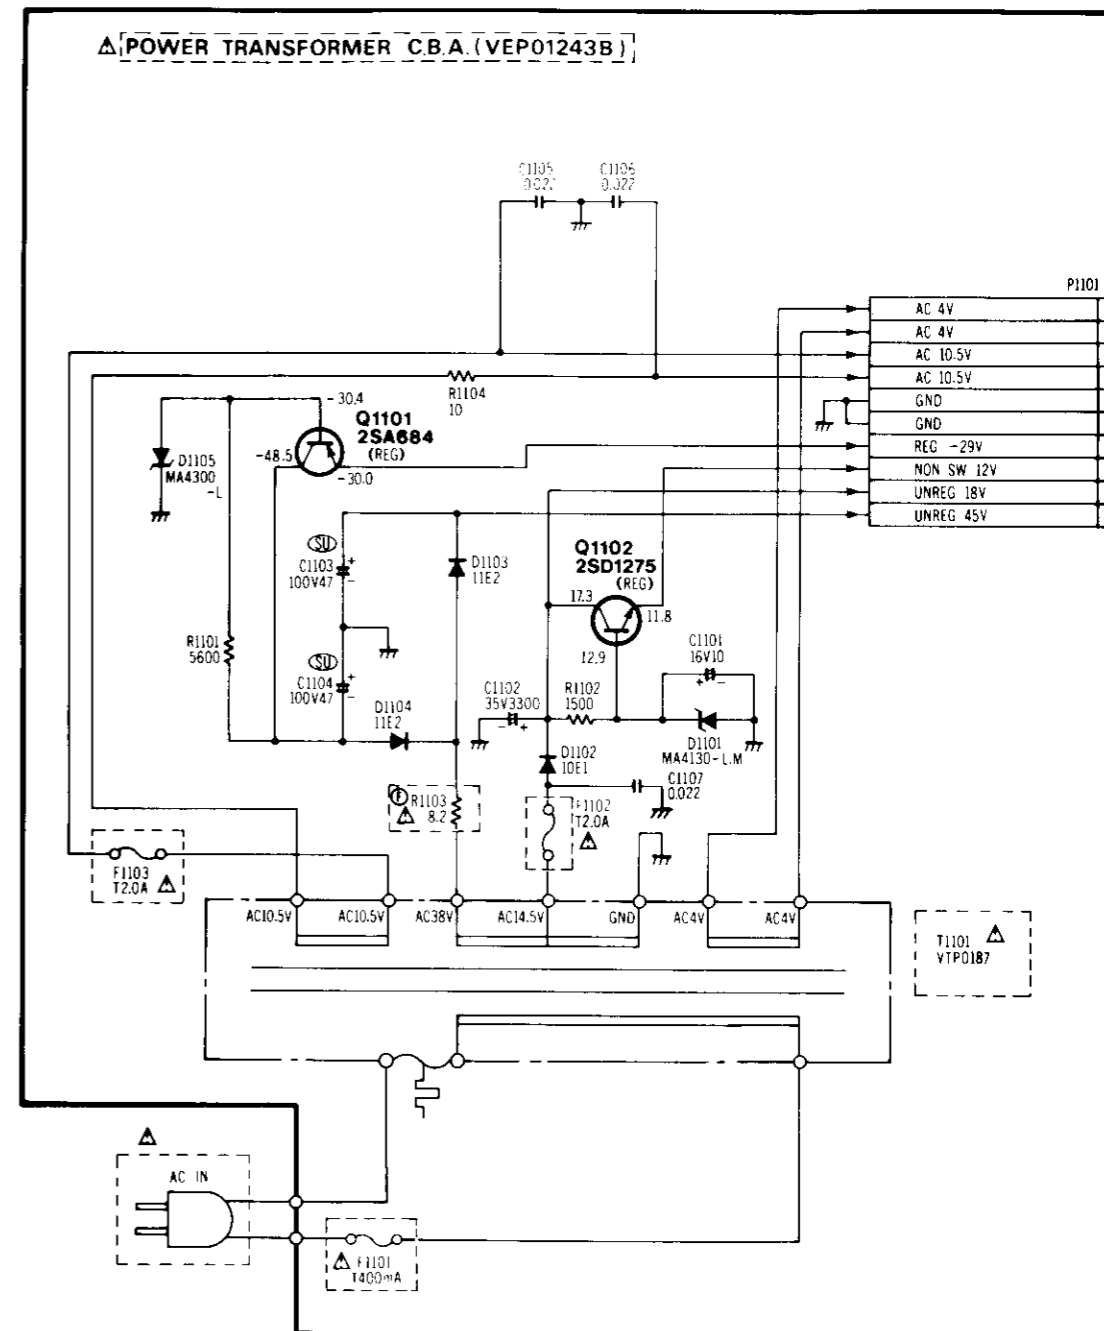 POWER TRANSFORMER C.B.A. (VEP01243B)
C1105
0.022
C1106
0.022
P1101
AC 4V
AC 4V
AC 10.5V
AC 10.5V
GND
GND
REG -29V
NON SW 12V
UNREG 18V
UNREG 45V
R1104
10
-30.4
Q1101
2SA684
(REG)
-48.5
-30.0
D1105
MA4300
-L
SU
C1103
100V47
+
-
D1103
11E2
Q1102
2SD1275
(REG)
17.3
11.8
12.9
R1101
5600
SU
C1104
100V47
+
-
D1104
11E2
C1102
35V3300
- +
R1102
1500
C1101
16V10
+ -
D1101
MA4130-L.M
D1102
10E1
C1107
0.022
F
R1103
8.2
F1102
T2.0A
F1103
T2.0A
AC10.5V
AC10.5V
AC38V
AC14.5V
GND
AC4V
AC4V
T1101
VTP0187
AC IN
F1101
T400mA